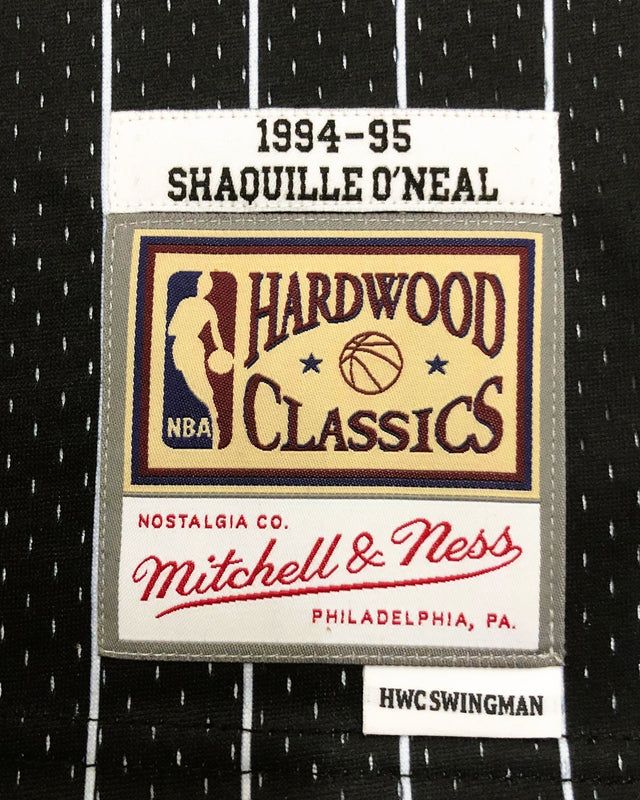 1994-95
SHAQUILLE O'NEAL
HARDWOOD
CLASSICS
NBA
NOSTALGIA CO.
Mitchell & Ness
PHILADELPHIA, PA.
HWC SWINGMAN